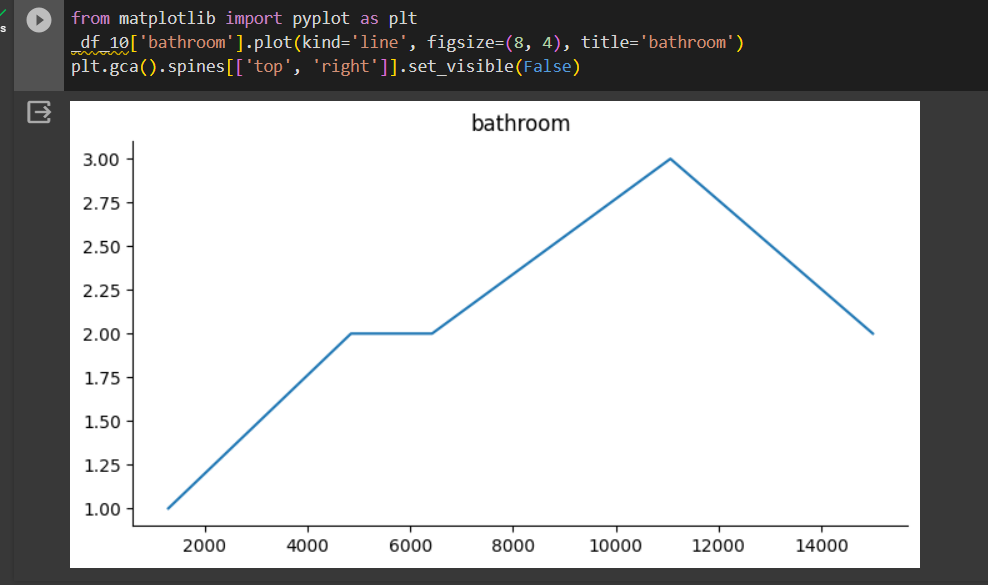 from matplotlib import pyplot as plt
_df_10['bathroom'].plot(kind='line', figsize=(8, 4), title='bathroom')
plt.gca().spines[['top', 'right']].set_visible(False)
s
bathroom
3.00
2.75
2.50
2.25
2.00
1.75
1.50
1.25
1.00
2000 4000 6000 8000 10000 12000 14000